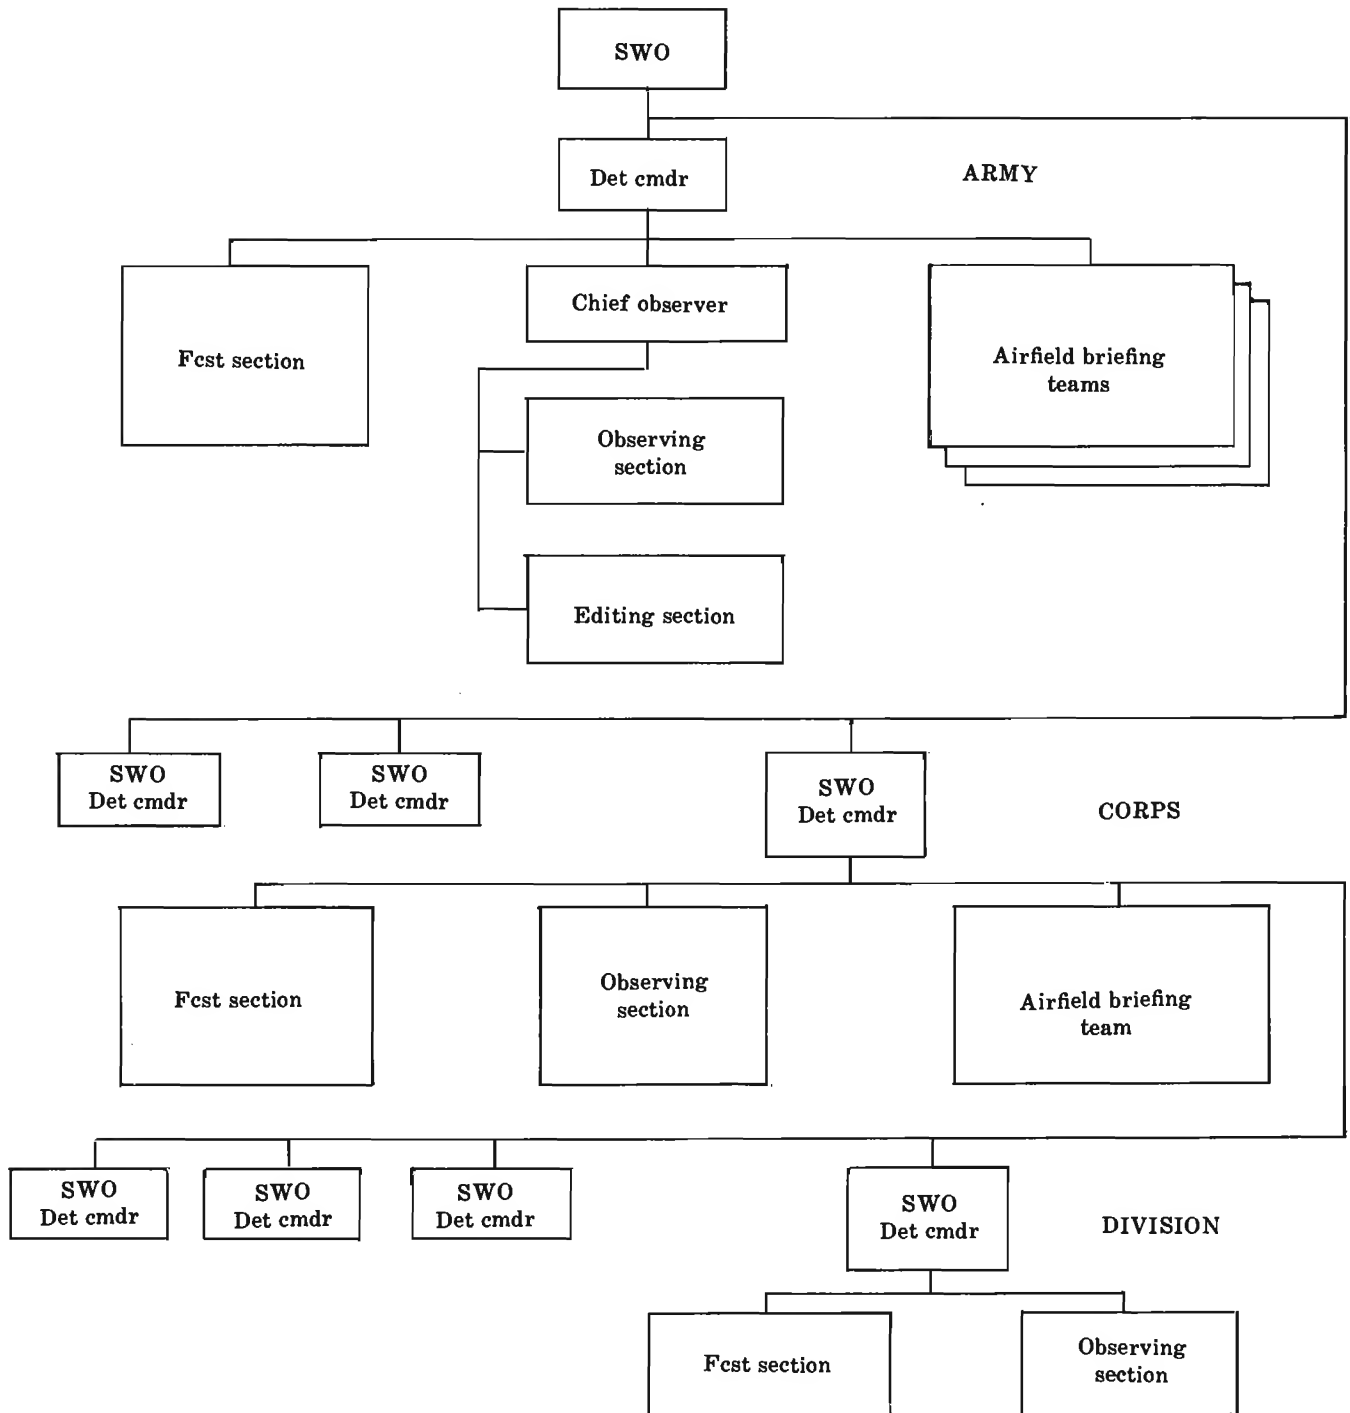 SWO
Det cmdr
ARMY
Fcst section
Chief observer
Airfield briefing
teams
Observing
section
Editing section
SWO
Det cmdr
SWO
Det cmdr
SWO
Det cmdr
CORPS
Fcst section
Observing
section
Airfield briefing
team
SWO
Det cmdr
SWO
Det cmdr
SWO
Det cmdr
SWO
Det cmdr
DIVISION
Fcst section
Observing
section